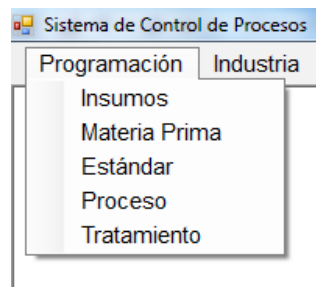 Sistema de Control de Procesos
Programación Industria
Insumos
Materia Prima
Estándar
Proceso
Tratamiento